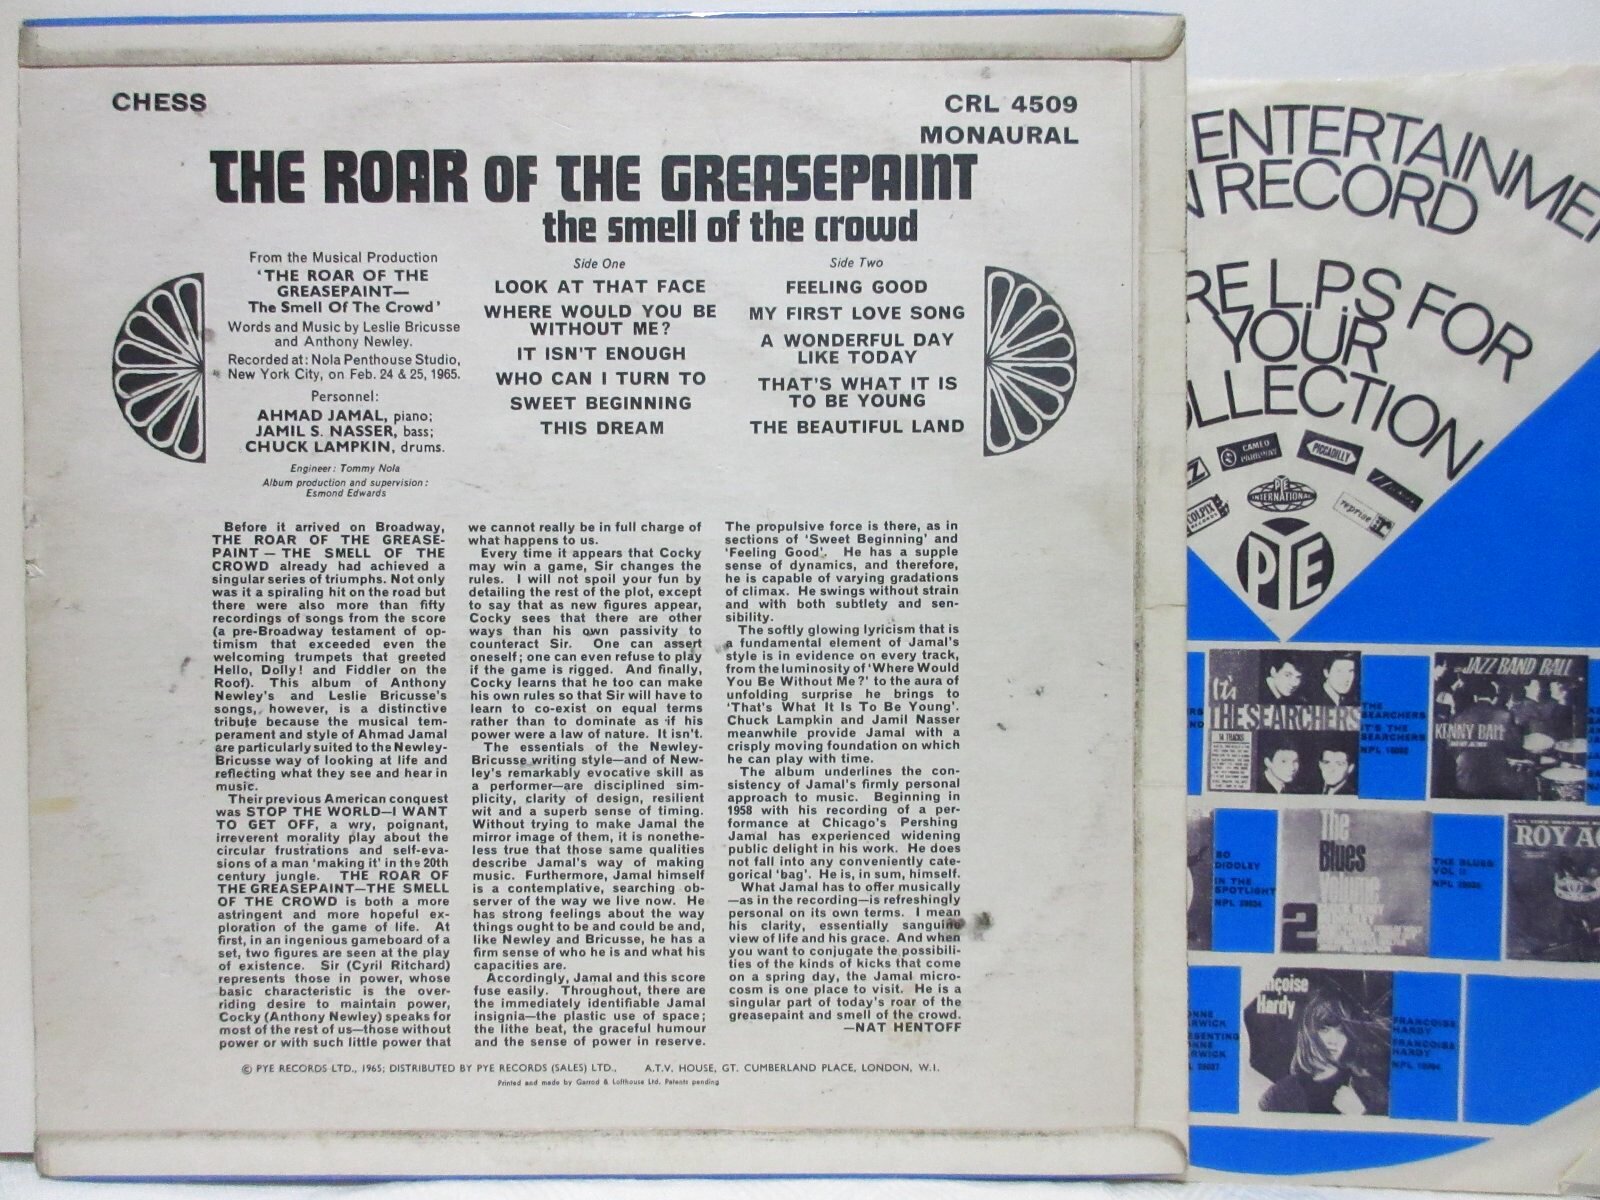 CHESS
CRL 4509
MONAURAL
THE ROAR OF THE GREASEPAINT
the smell of the crowd
From the Musical Production
'THE ROAR OF THE
GREASEPAINT—
The Smell Of The Crowd'
Words and Music by Leslie Bricusse
and Anthony Newley.
Recorded at: Nola Penthouse Studio,
New York City, on Feb. 24 & 25, 1965.
Personnel:
AHMAD JAMAL, piano;
JAMIL S. NASSER, bass;
CHUCK LAMPKIN, drums.
Engineer: Tommy Nola
Album production and supervision:
Esmond Edwards
Side One
LOOK AT THAT FACE
WHERE WOULD YOU BE
WITHOUT ME?
IT ISN'T ENOUGH
WHO CAN I TURN TO
SWEET BEGINNING
THIS DREAM
Side Two
FEELING GOOD
MY FIRST LOVE SONG
A WONDERFUL DAY
LIKE TODAY
THAT'S WHAT IT IS
TO BE YOUNG
THE BEAUTIFUL LAND
Before it arrived on Broadway,
THE ROAR OF THE GREASE-
PAINT — THE SMELL OF THE
CROWD already had achieved a
singular series of triumphs. Not only
was it a spiraling hit on the road but
there were also more than fifty
recordings of songs from the score
(a pre-Broadway testament of op-
timism that exceeded even the
welcoming trumpets that greeted
Hello, Dolly! and Fiddler on the
Roof). This album of Anthony
Newley's and Leslie Bricusse's
songs, however, is a distinctive
tribute because the musical tem-
perament and style of Ahmad Jamal
are particularly suited to the Newley-
Bricusse way of looking at life and
reflecting what they see and hear in
music.
Their previous American conquest
was STOP THE WORLD—I WANT
TO GET OFF, a wry, poignant,
irreverent morality play about the
circular frustrations and self-eva-
sions of a man 'making it' in the 20th
century jungle. THE ROAR OF
THE GREASEPAINT—THE SMELL
OF THE CROWD is both a more
astringent and more hopeful ex-
ploration of the game of life. At
first, in an ingenious gameboard of a
set, two figures are seen at the play
of existence. Sir (Cyril Ritchard)
represents those in power, whose
basic characteristic is the over-
riding desire to maintain power,
Cocky (Anthony Newley) speaks for
most of the rest of us—those without
power or with such little power that
we cannot really be in full charge of
what happens to us.
Every time it appears that Cocky
may win a game, Sir changes the
rules. I will not spoil your fun by
detailing the rest of the plot, except
to say that as new figures appear,
Cocky sees that there are other
ways than his own passivity to
counteract Sir. One can assert
oneself; one can even refuse to play
if the game is rigged. And finally,
Cocky learns that he too can make
his own rules so that Sir will have to
learn to co-exist on equal terms
rather than to dominate as if his
power were a law of nature. It isn't.
The essentials of the Newley-
Bricusse writing style—and of New-
ley's remarkably evocative skill as
a performer—are disciplined sim-
plicity, clarity of design, resilient
wit and a superb sense of timing.
Without trying to make Jamal the
mirror image of them, it is nonethe-
less true that those same qualities
describe Jamal's way of making
music. Furthermore, Jamal himself
is a contemplative, searching ob-
server of the way we live now. He
has strong feelings about the way
things ought to be and could be and,
like Newley and Bricusse, he has a
firm sense of who he is and what his
capacities are.
Accordingly, Jamal and this score
fuse easily. Throughout, there are
the immediately identifiable Jamal
insignia—the plastic use of space;
the lithe beat, the graceful humour
and the sense of power in reserve.
The propulsive force is there, as in
sections of 'Sweet Beginning' and
'Feeling Good'. He has a supple
sense of dynamics, and therefore,
he is capable of varying gradations
of climax. He swings without strain
and with both subtlety and sen-
sibility.
The softly glowing lyricism that is
a fundamental element of Jamal's
style is in evidence on every track,
from the luminosity of 'Where Would
You Be Without Me?' to the aura of
unfolding surprise he brings to
'That's What It Is To Be Young'.
Chuck Lampkin and Jamil Nasser
meanwhile provide Jamal with a
crisply moving foundation on which
he can play with time.
The album underlines the con-
sistency of Jamal's firmly personal
approach to music. Beginning in
1958 with his recording of a per-
formance at Chicago's Pershing
Jamal has experienced widening
public delight in his work. He does
not fall into any conveniently cate-
gorical 'bag'. He is, in sum, himself.
What Jamal has to offer musically
—as in the recording—is refreshingly
personal on its own terms. I mean
his clarity, essentially sanguine
view of life and his grace. And when
you want to conjugate the possibili-
ties of the kinds of kicks that come
on a spring day, the Jamal micro-
cosm is one place to visit. He is a
singular part of today's roar of the
greasepaint and smell of the crowd.
—NAT HENTOFF
© PYE RECORDS LTD., 1965; DISTRIBUTED BY PYE RECORDS (SALES) LTD., A.T.V. HOUSE, GT. CUMBERLAND PLACE, LONDON, W.I.
Printed and made by Garrod & Lofthouse Ltd. Patents pending
ENTERTAINMEN
N RECORD
RE L.P.S FOR
YOUR
OLLECTION
CAMEO
PARKWAY
PICCADILLY
COLPIX
RECORDS
PYE
INTERNATIONAL
reprise
PYE
It's
THE SEARCHERS
14 TRACKS
THE
SEARCHERS
IT'S THE
SEARCHERS
JAZZ BAND BALL
KENNY BALL
BO
DIDDLEY
IN THE
SPOTLIGHT
The
Blues
Volume
2
THE BLUES
VOL II
ROY AC
nçoise
Hardy
FRANCOISE
HARDY
FRANCOISE
HARDY